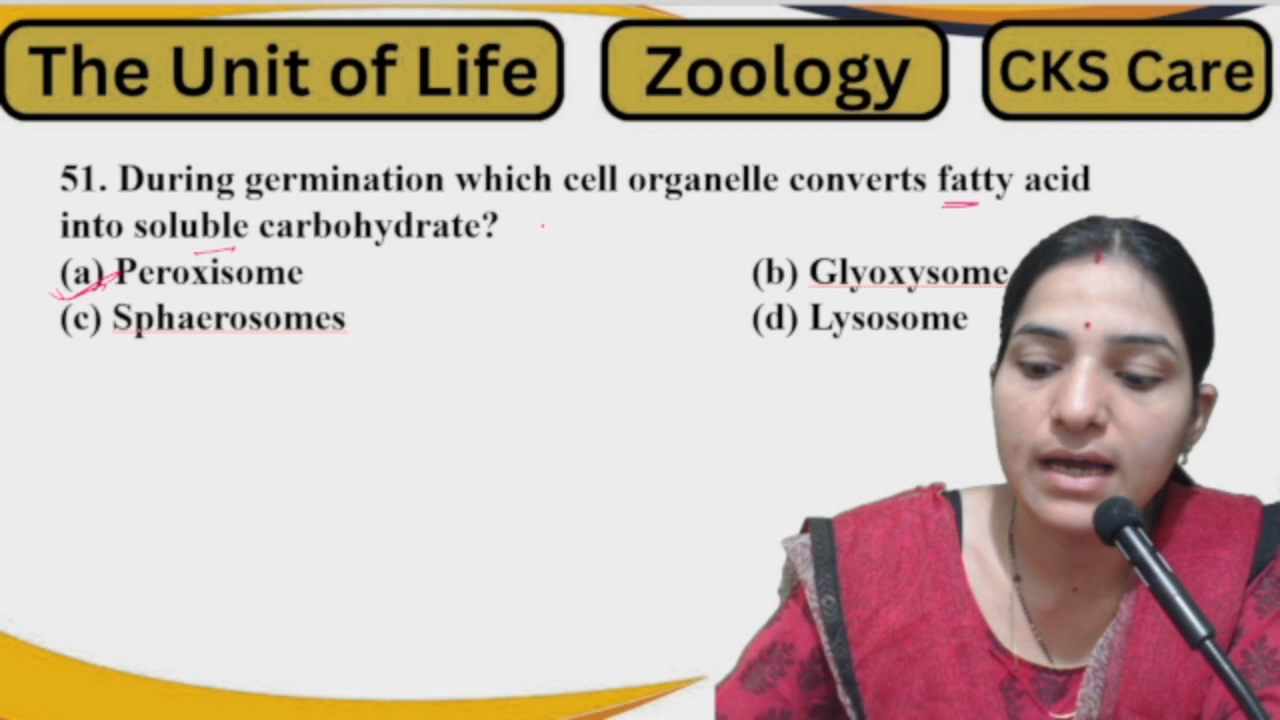 The Unit of Life
Zoology
CKS Care
51. During germination which cell organelle converts fatty acid
into soluble carbohydrate?
(a) Peroxisome
(b) Glyoxysome
(c) Sphaerosomes
(d) Lysosome